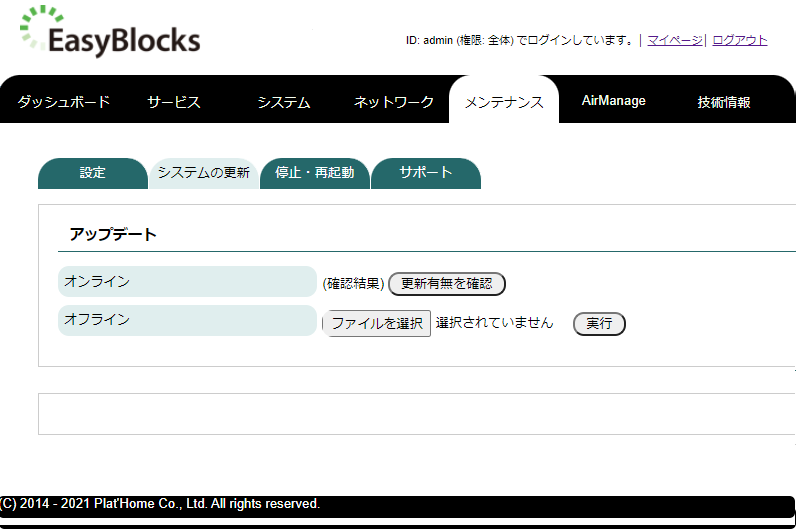 EasyBlocks
ID: admin (権限: 全体) でログインしています。 | マイページ | ログアウト
ダッシュボード サービス システム ネットワーク メンテナンス AirManage 技術情報
設定 システムの更新 停止・再起動 サポート
アップデート
オンライン (確認結果) 更新有無を確認
オフライン ファイルを選択 選択されていません 実行
(C) 2014 - 2021 Plat'Home Co., Ltd. All rights reserved.